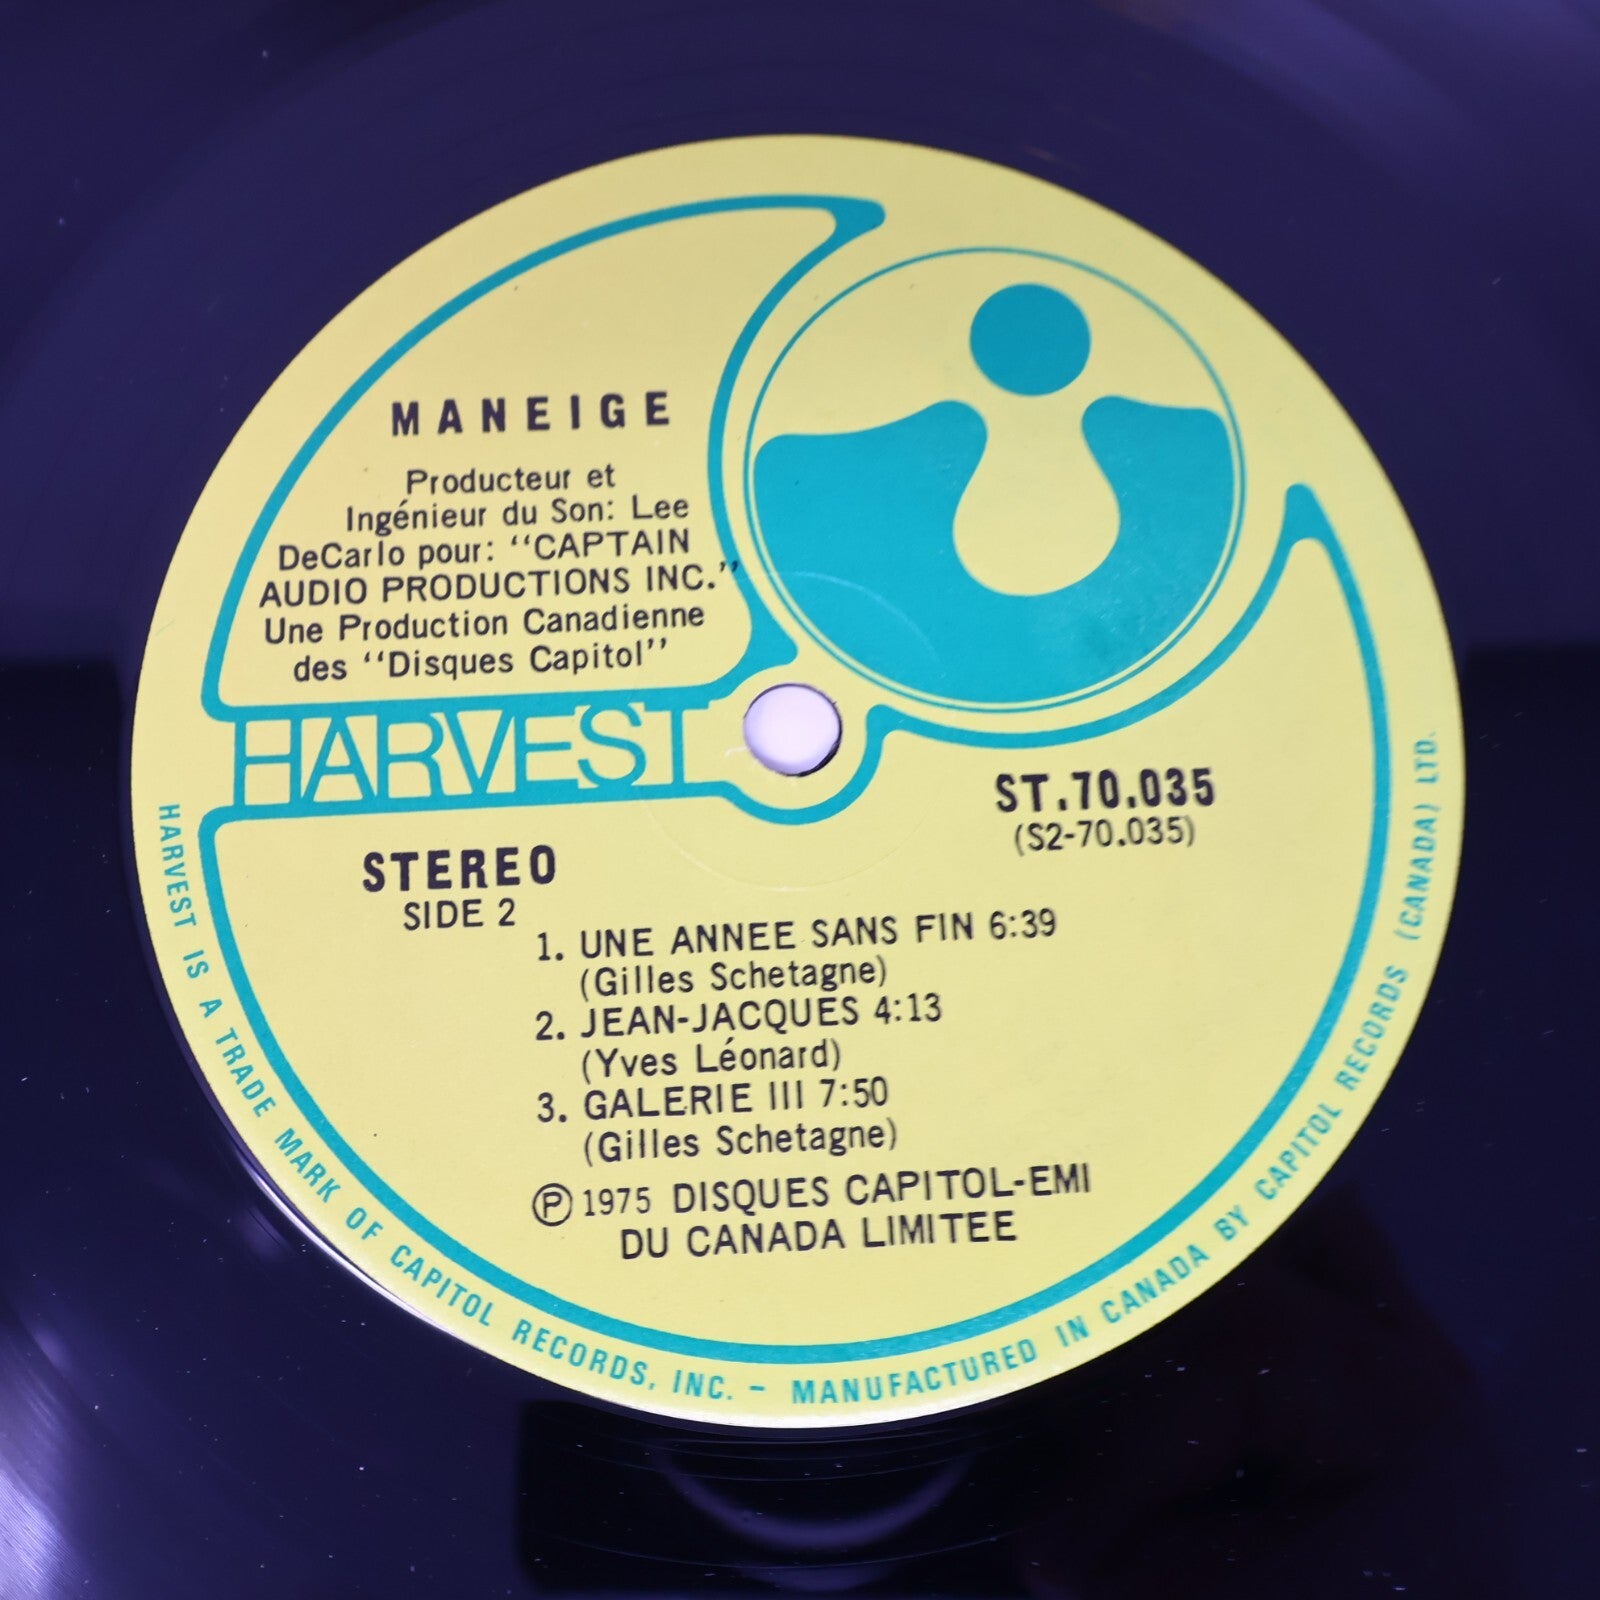 MANEIGE
Producteur et
Ingénieur du Son: Lee
DeCarlo pour: "CAPTAIN
AUDIO PRODUCTIONS INC."
Une Production Canadienne
des "Disques Capitol"
HARVEST
ST.70.035
(S2-70.035)
STEREO
SIDE 2
1. UNE ANNEE SANS FIN 6:39
(Gilles Schetagne)
2. JEAN-JACQUES 4:13
(Yves Léonard)
3. GALERIE III 7:50
(Gilles Schetagne)
Ⓟ 1975 DISQUES CAPITOL-EMI
DU CANADA LIMITEE
HARVEST IS A TRADE MARK OF CAPITOL RECORDS, INC. - MANUFACTURED IN CANADA BY CAPITOL RECORDS (CANADA) LTD.